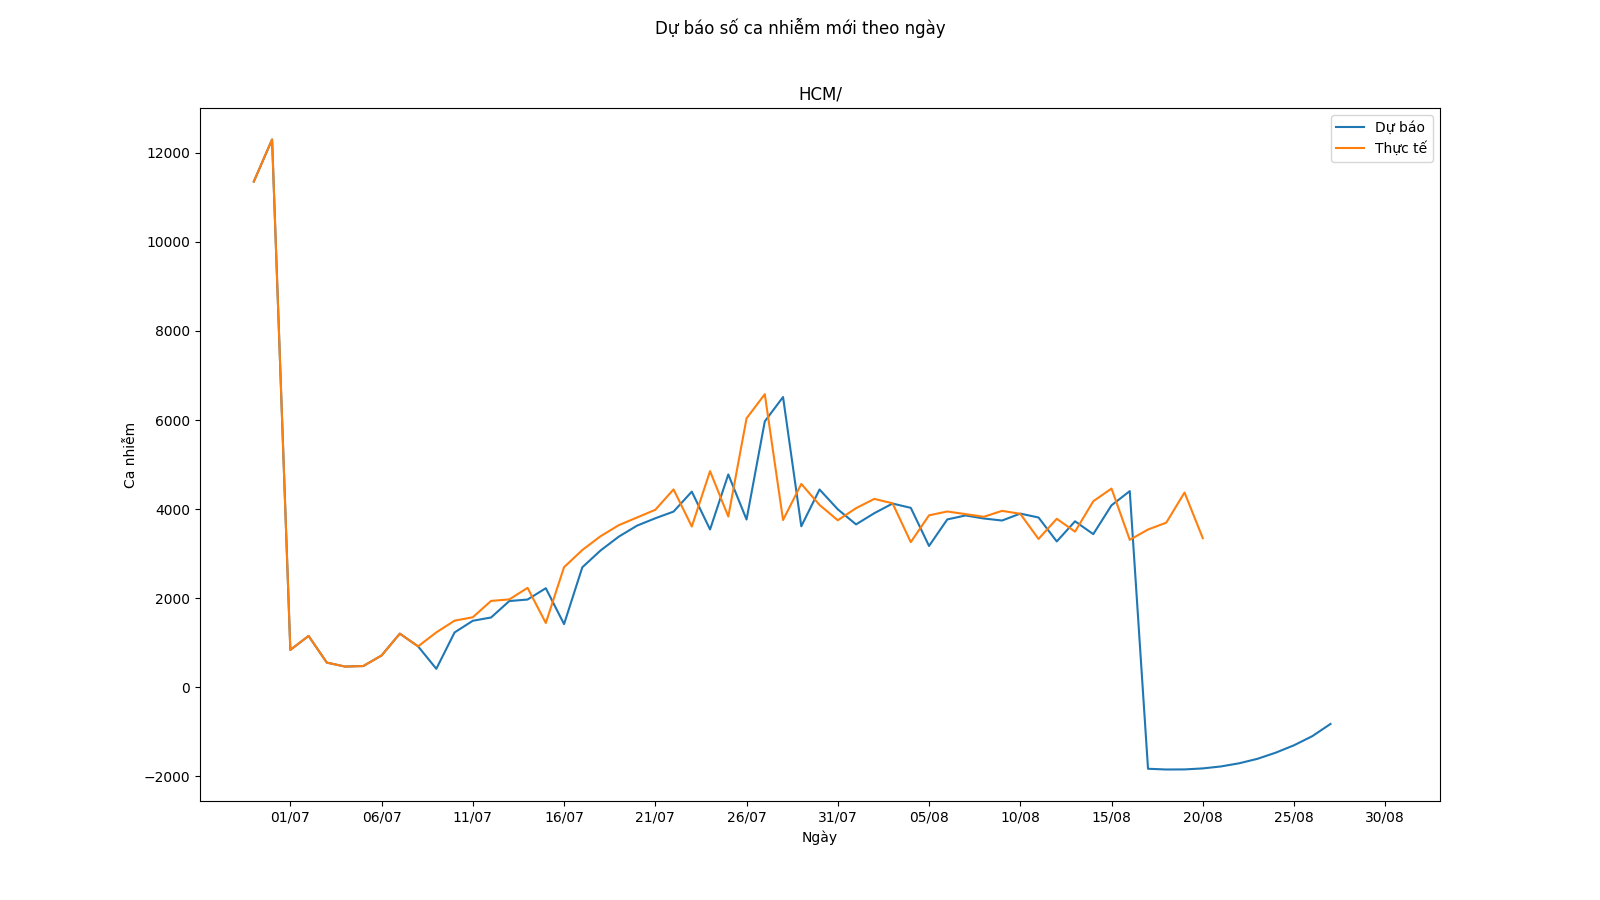 Dự báo số ca nhiễm mới theo ngày
HCM/
Dự báo
Thực tế
12000
10000
8000
6000
4000
2000
0
−2000
Ca nhiễm
01/07 06/07 11/07 16/07 21/07 26/07 31/07 05/08 10/08 15/08 20/08 25/08 30/08
Ngày